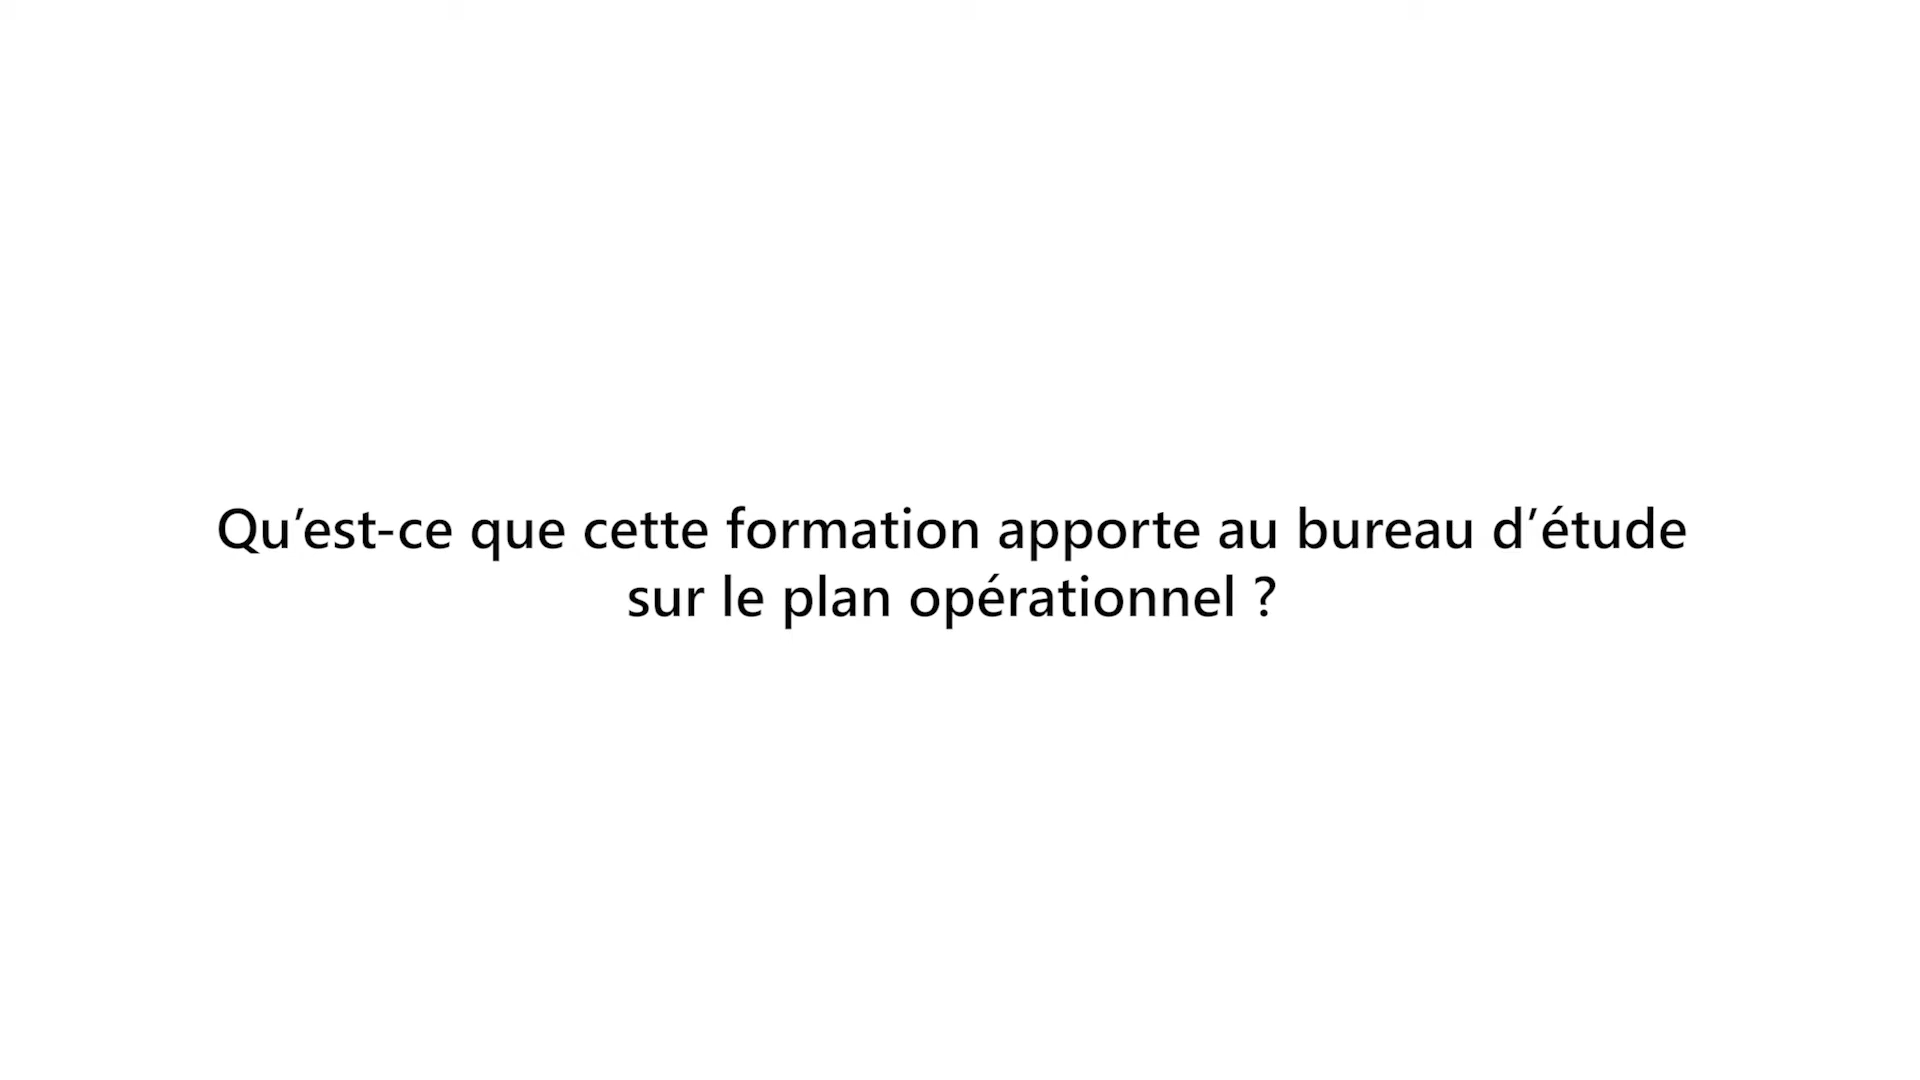 Qu’est-ce que cette formation apporte au bureau d’étude
sur le plan opérationnel ?